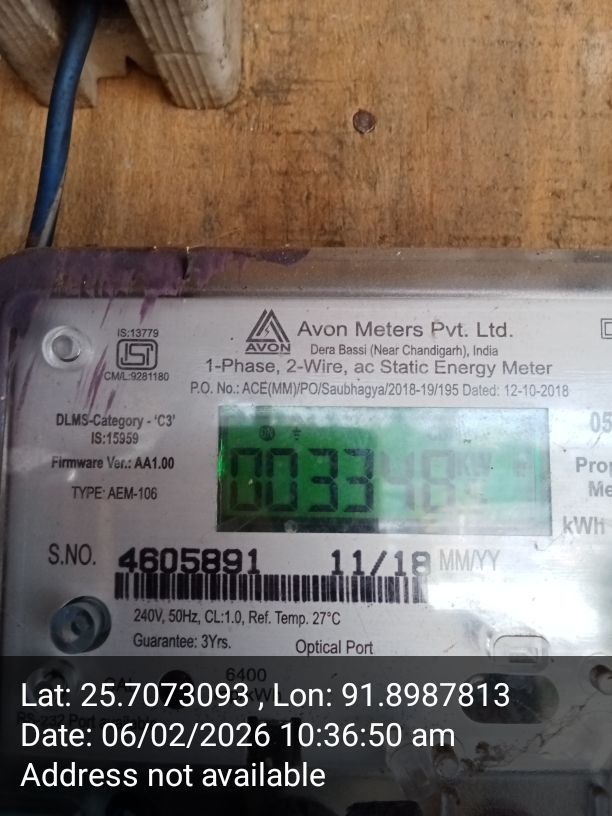 IS:13779
ISI
CM/L:9281180
AVON
Avon Meters Pvt. Ltd.
Dera Bassi (Near Chandigarh), India
1-Phase, 2-Wire, ac Static Energy Meter
P.O. No.: ACE(MM)/PO/Saubhagya/2018-19/195 Dated: 12-10-2018
DLMS-Category - 'C3'
IS:15959
Firmware Ver.: AA1.00
TYPE: AEM-106
003348
05
kWh
S.NO. 4605891 11/18 MM/YY
240V, 50Hz, CL:1.0, Ref. Temp. 27°C
Guarantee: 3Yrs.
Optical Port
6400
Lat: 25.7073093 , Lon: 91.8987813
Date: 06/02/2026 10:36:50 am
Address not available